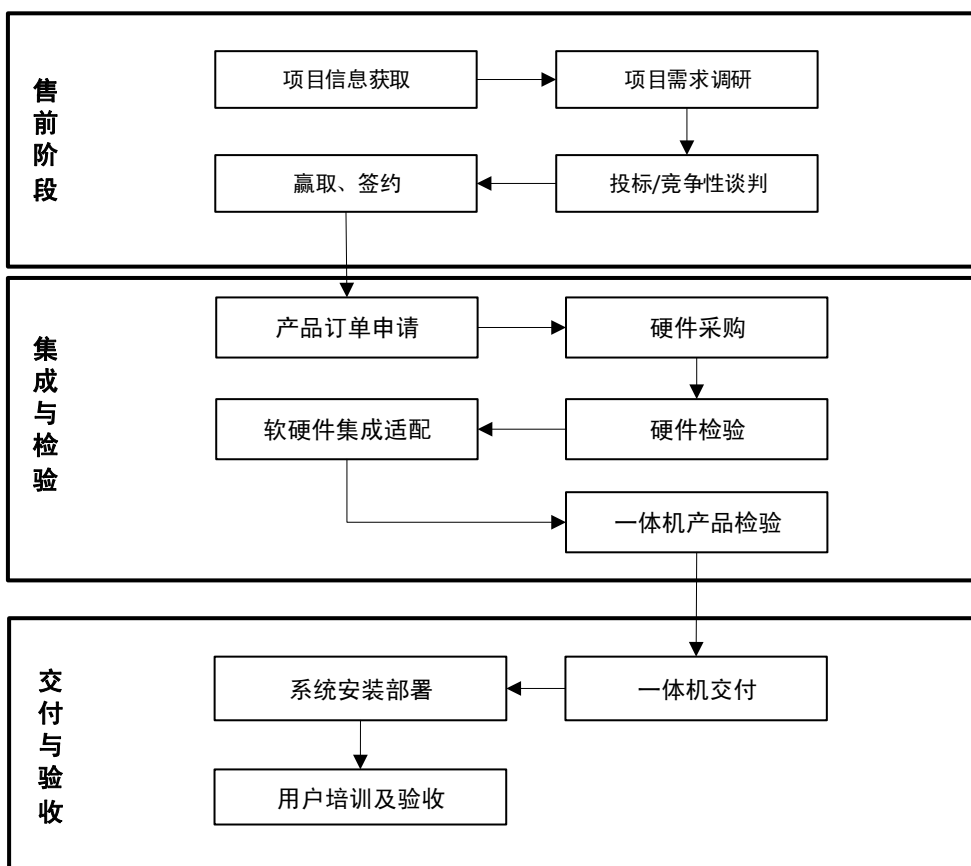 售前阶段
项目信息获取
项目需求调研
投标/竞争性谈判
赢取、签约
集成与检验
产品订单申请
硬件采购
硬件检验
软硬件集成适配
一体机产品检验
交付与验收
一体机交付
系统安装部署
用户培训及验收